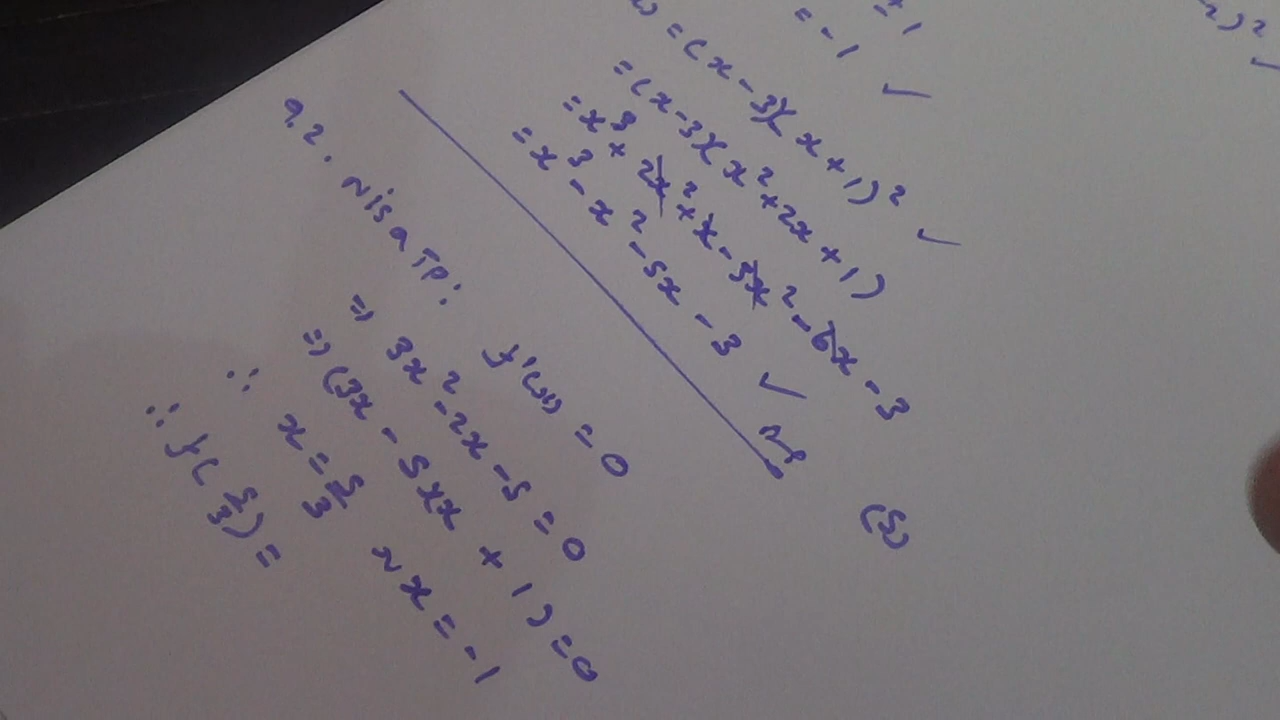 ± 1
= -1 ✓
= (x - 3)(x + 1)² ✓
= (x - 3)(x² + 2x + 1)
= x³ + 2x² + x - 3x² - 6x - 3
= x³ - x² - 5x - 3 ✓
(5)
9.2. N is a TP: f'(x) = 0
=) 3x² - 2x - 5 = 0
=) (3x - 5)(x + 1) = 0
∴ x = 5/3 or x = -1
∴ f(5/3) =